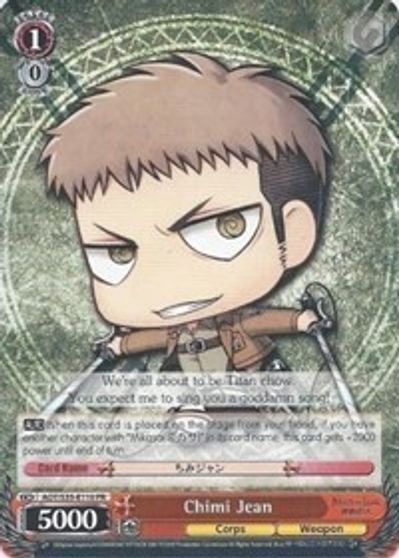 1
0
We're all about to be Titan chow.
You expect me to sing you a goddamn song!
When this card is placed on the stage from your hand, if you have a
character with "Mikasa" in its card name, this card gets +2000
power until end of turn.
Card Name
ちみジャン
5000
Chimi Jean
Corps
Weapon